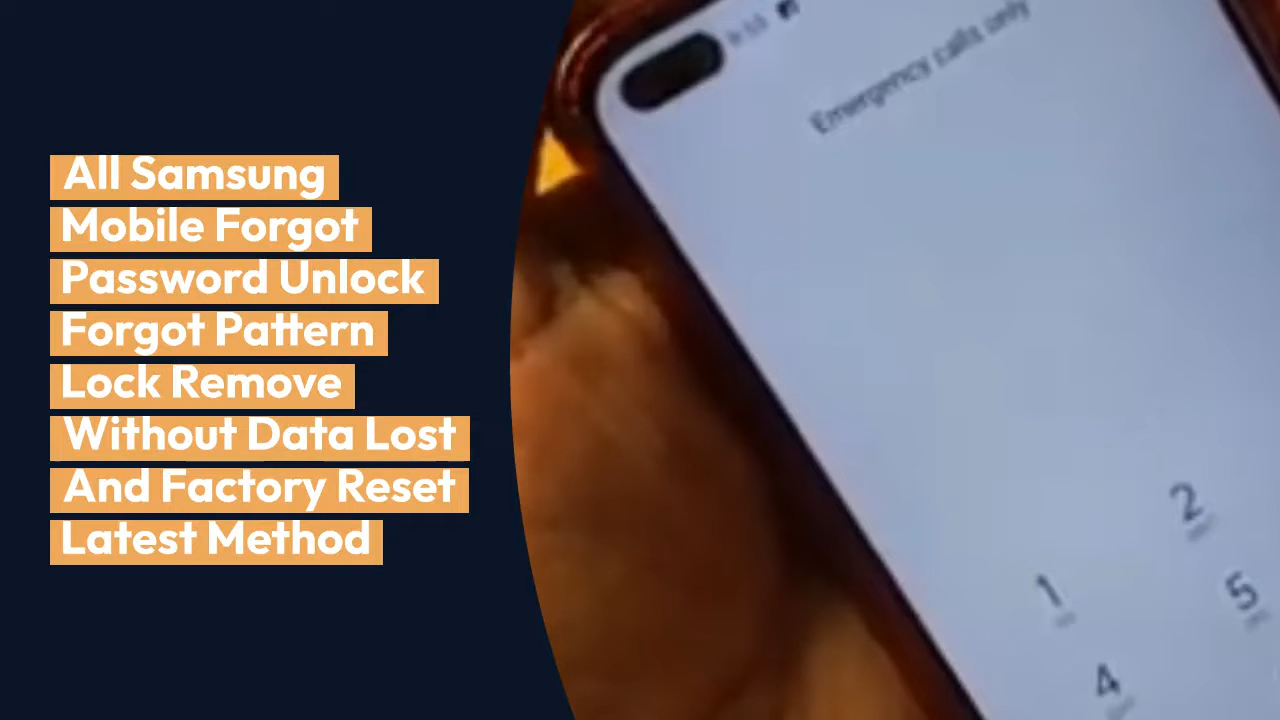 All Samsung
Mobile Forgot
Password Unlock
Forgot Pattern
Lock Remove
Without Data Lost
And Factory Reset
Latest Method
Emergency calls only
2
1
5
4